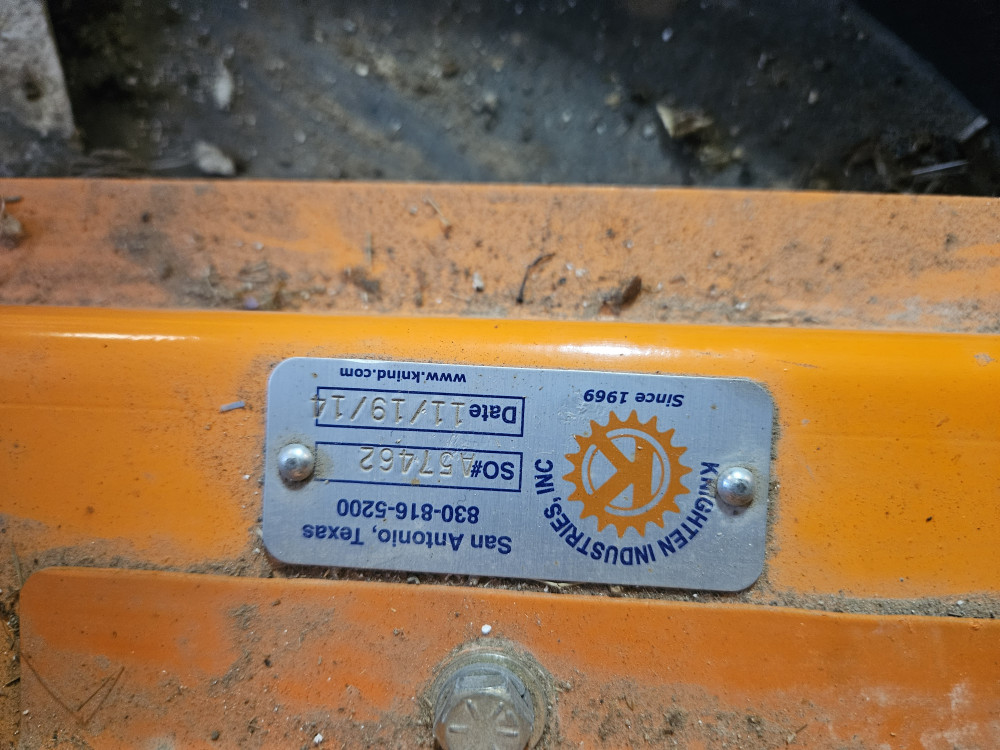 KNIGHTEN INDUSTRIES, INC
Since 1969
San Antonio, Texas
830-816-5200
SO# A57462
Date 11/19/14
www.knind.com